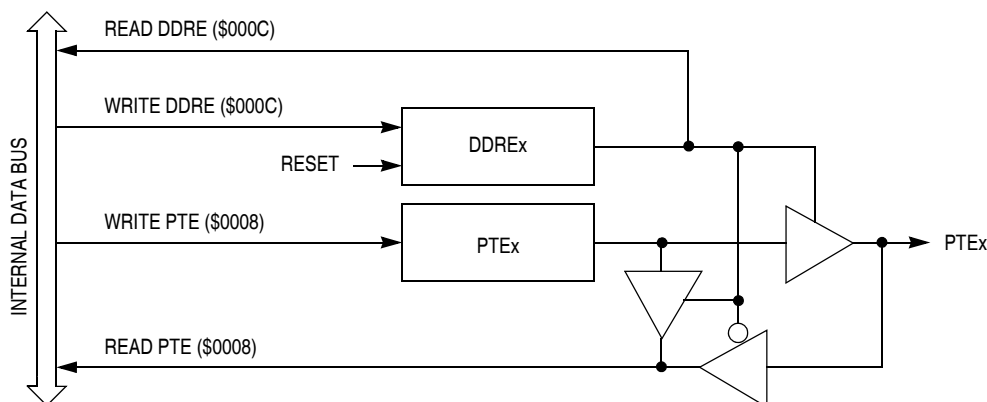 READ DDRE ($000C)
WRITE DDRE ($000C)
DDREx
RESET
INTERNAL DATA BUS
WRITE PTE ($0008)
PTEx
PTEx
READ PTE ($0008)